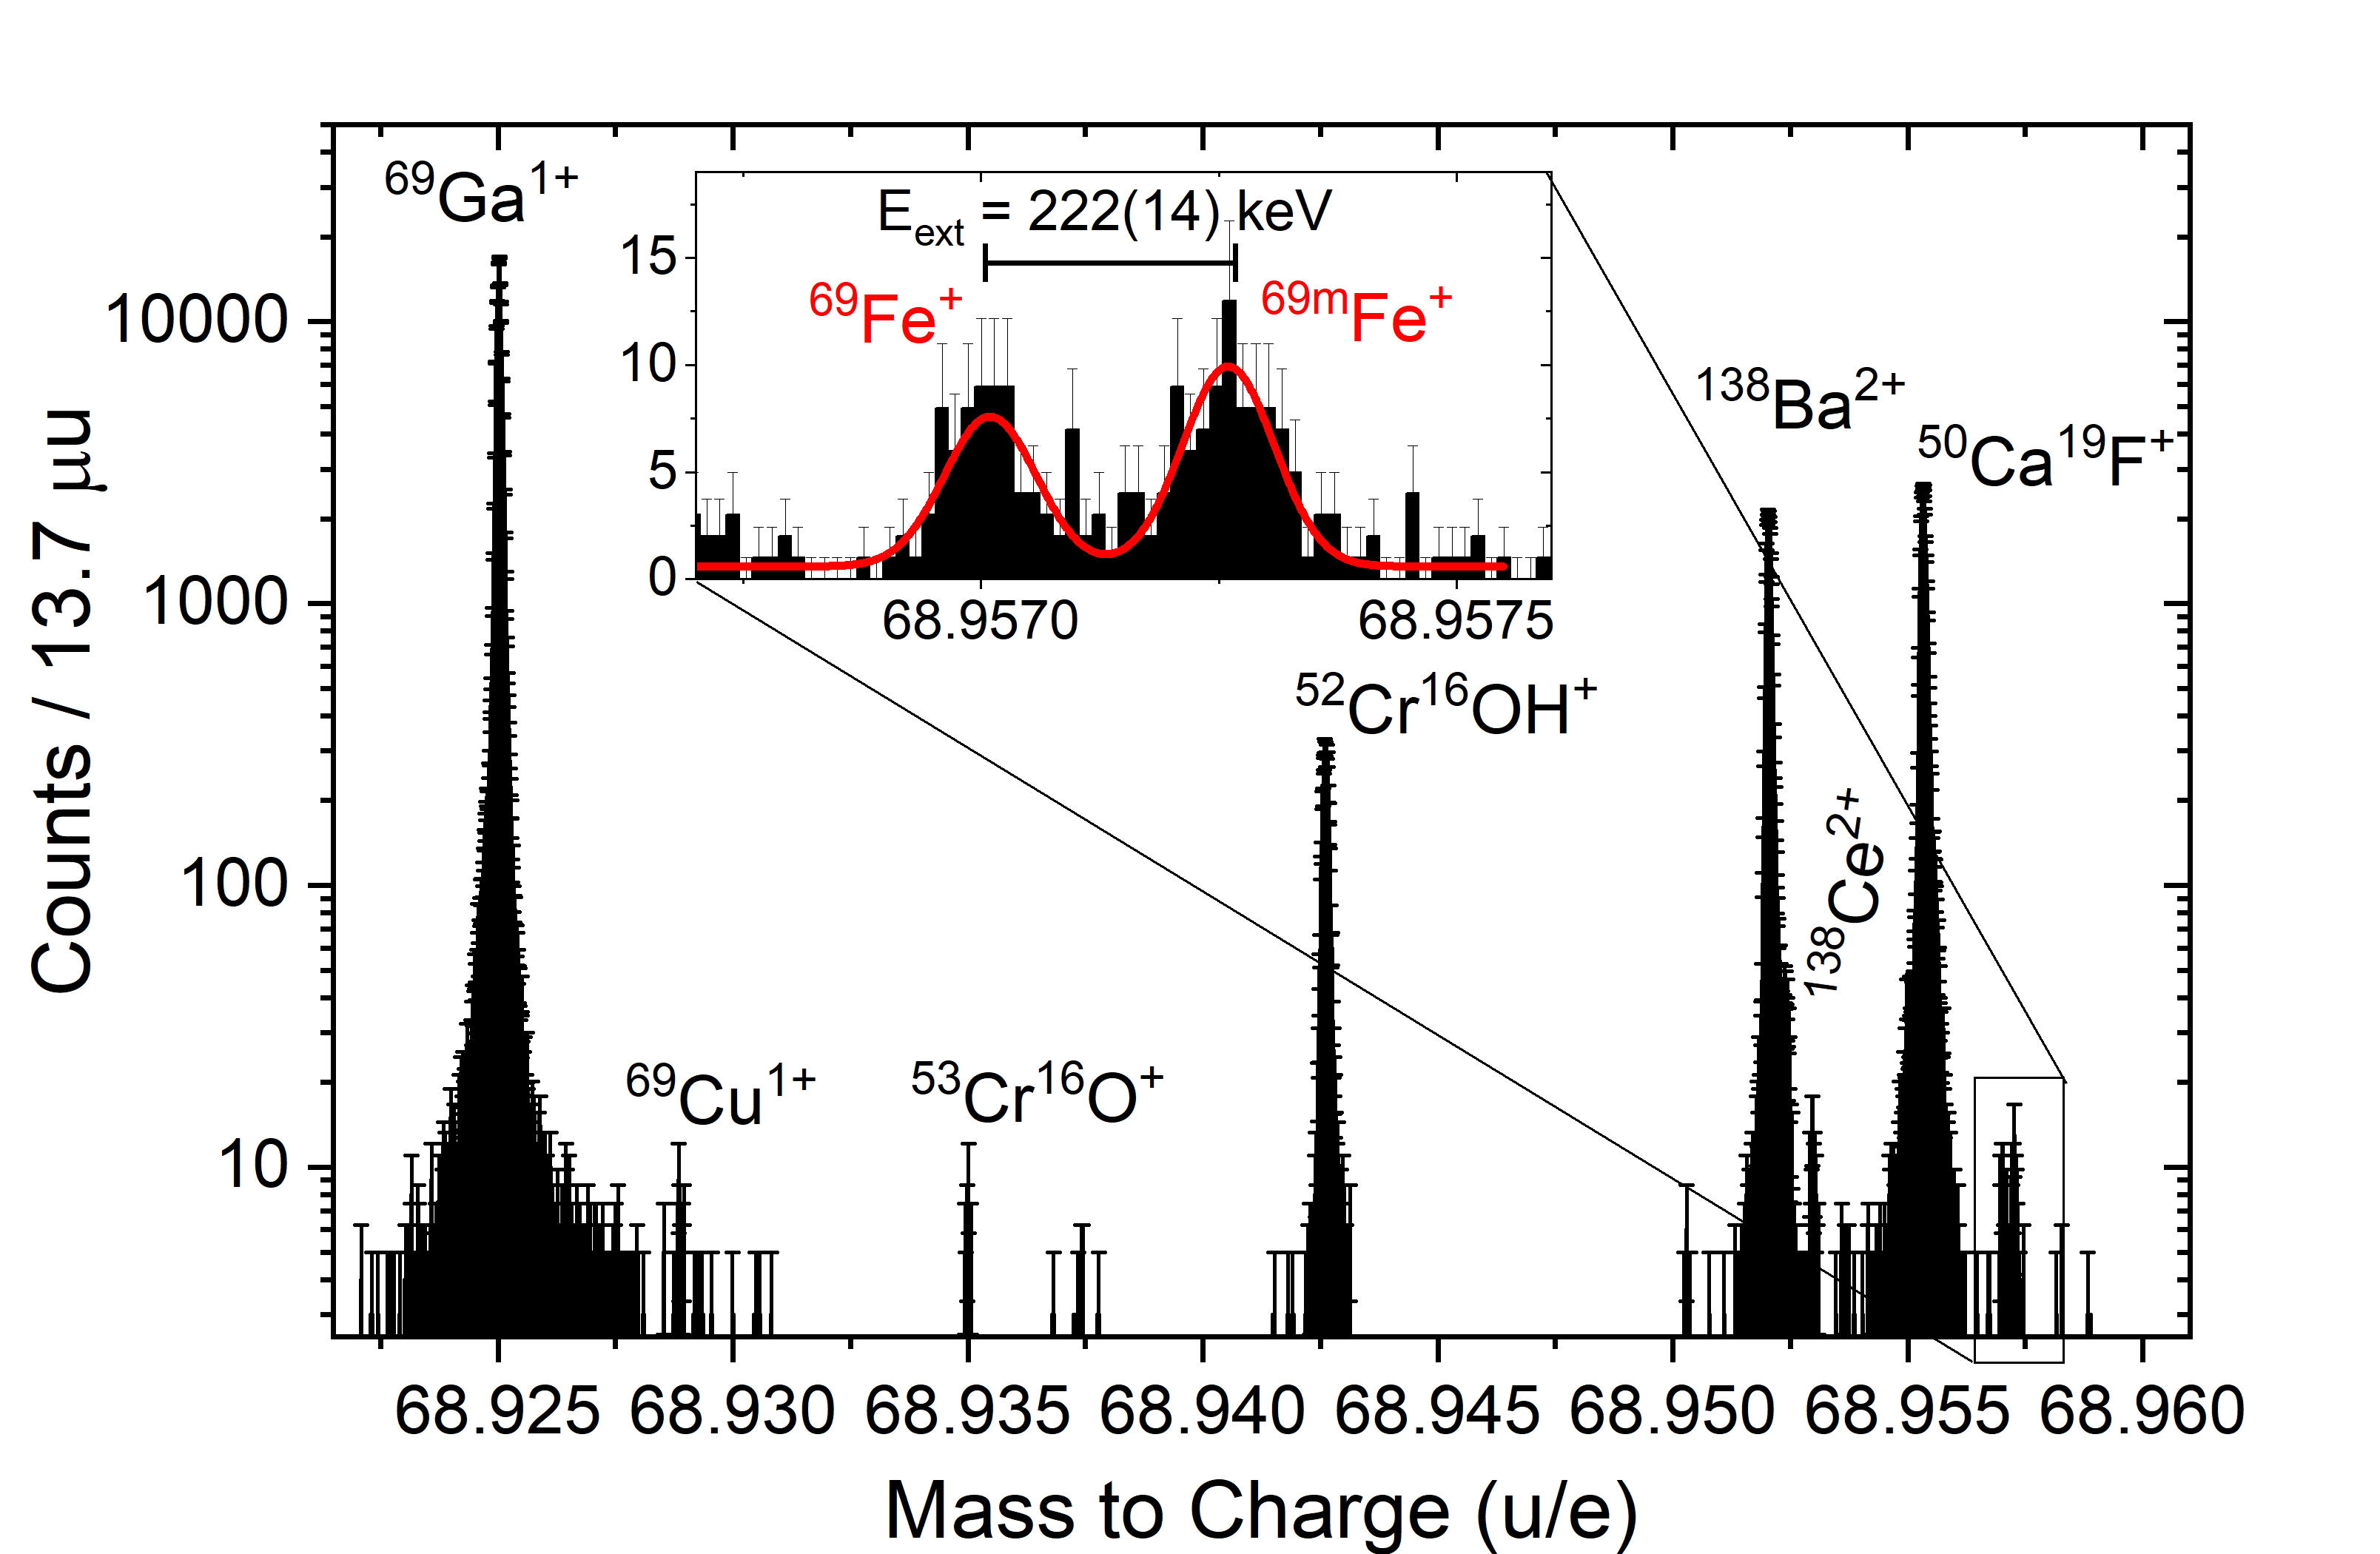 ⁶⁹Ga¹⁺
E_ext = 222(14) keV
⁶⁹Fe⁺
⁶⁹ᵐFe⁺
15
10
5
0
68.9570
68.9575
¹³⁸Ba²⁺
⁵⁰Ca¹⁹F⁺
⁵²Cr¹⁶OH⁺
¹³⁸Ce²⁺
⁶⁹Cu¹⁺
⁵³Cr¹⁶O⁺
Counts / 13.7 μu
10000
1000
100
10
68.925 68.930 68.935 68.940 68.945 68.950 68.955 68.960
Mass to Charge (u/e)